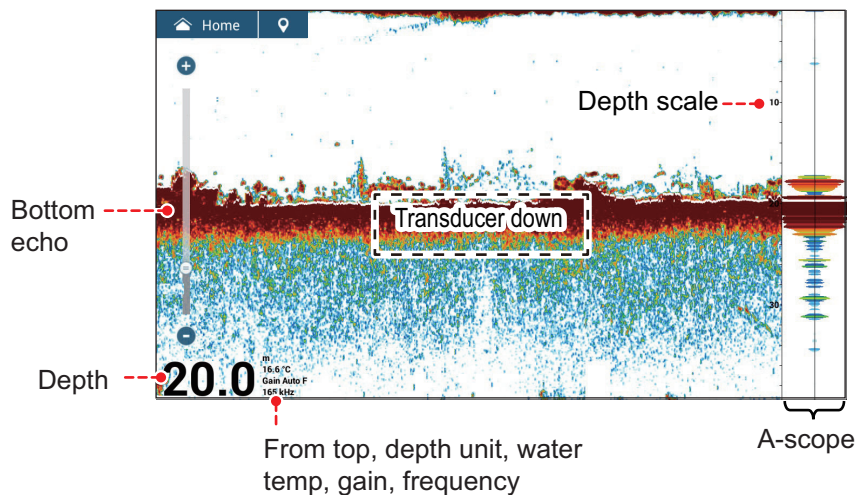 Home
+
Depth scale
10
Bottom
echo
Transducer down
20
30
-
Depth
20.0
m
16.6 °C
Gain Auto F
165 kHz
From top, depth unit, water
temp, gain, frequency
A-scope